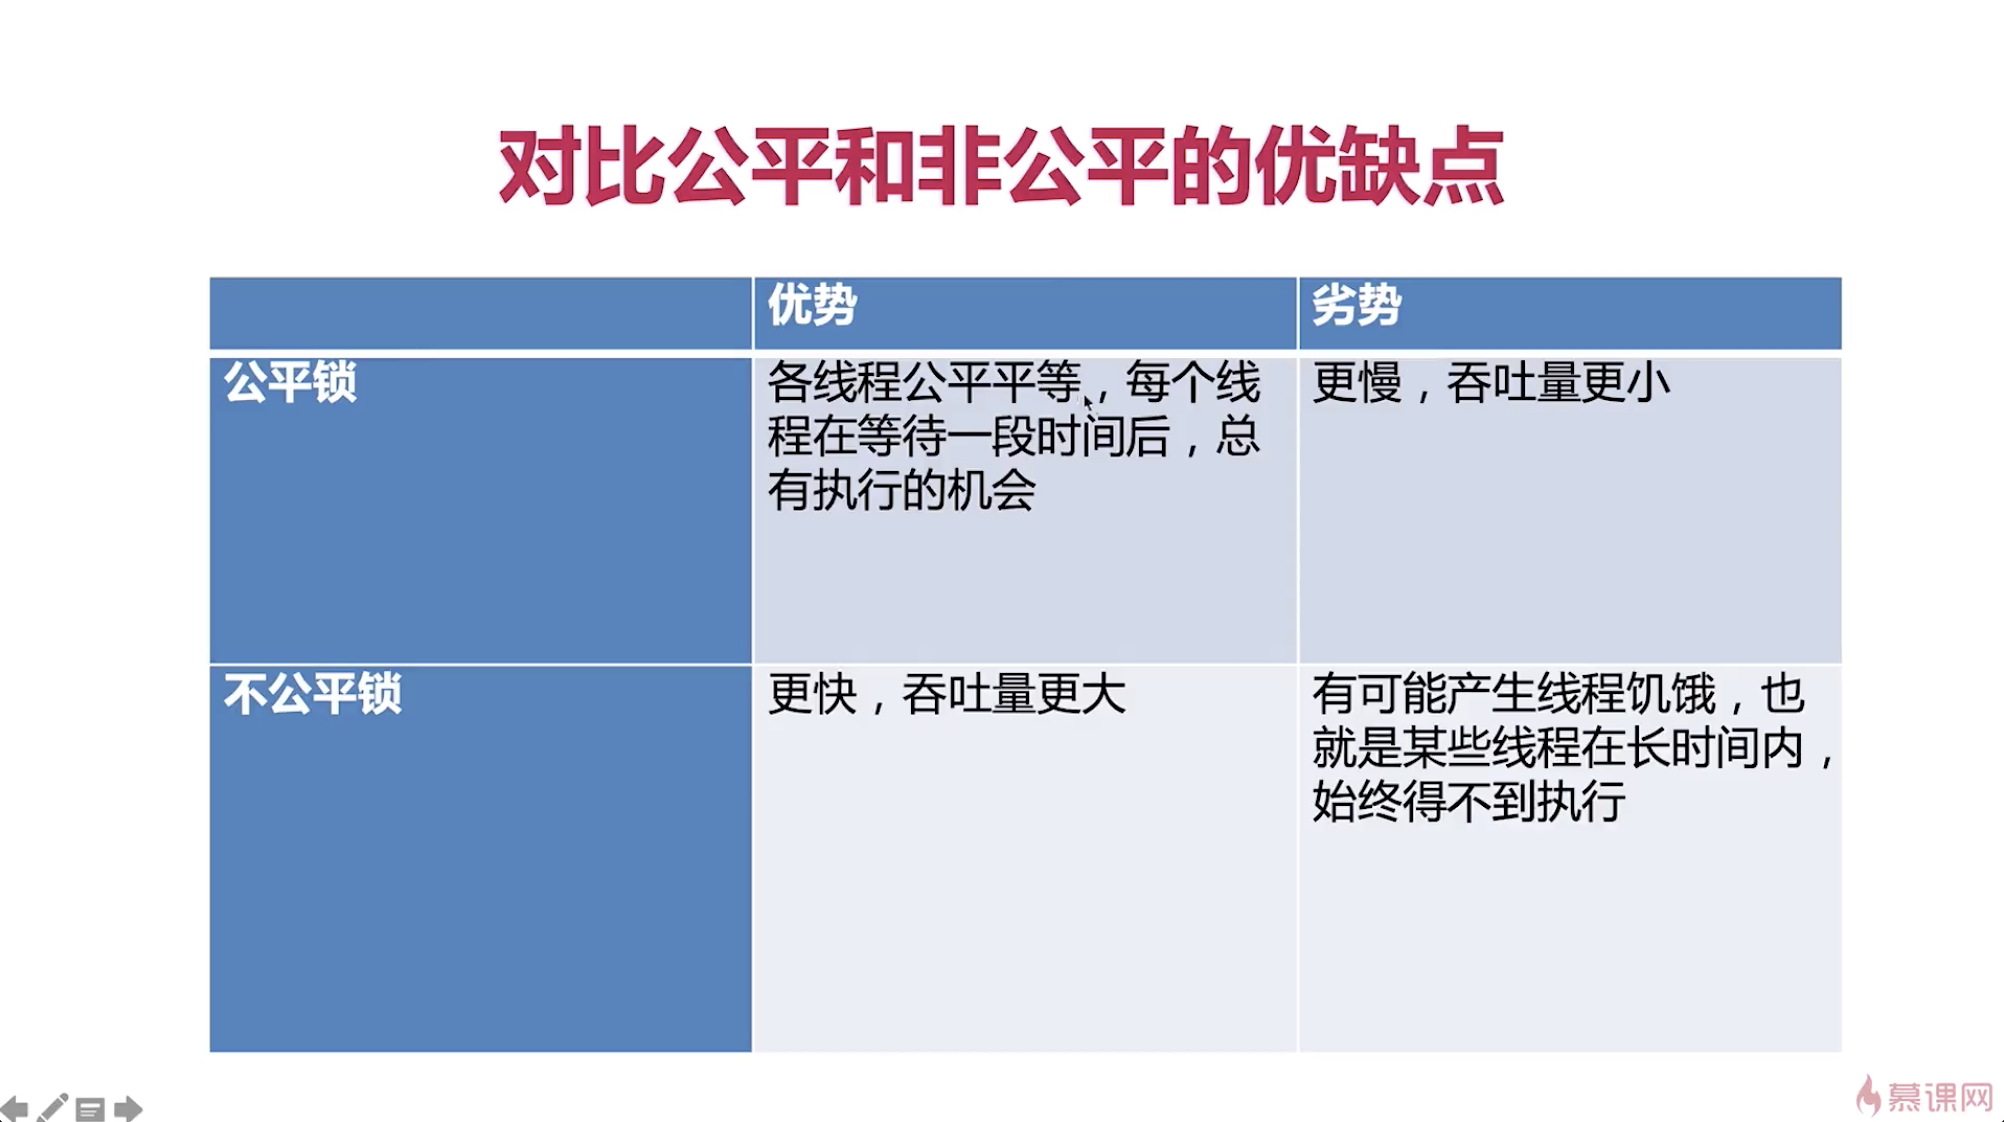 对比公平和非公平的优缺点
优势
劣势
公平锁
各线程公平平等，每个线
程在等待一段时间后，总
有执行的机会
更慢，吞吐量更小
不公平锁
更快，吞吐量更大
有可能产生线程饥饿，也
就是某些线程在长时间内，
始终得不到执行
慕课网